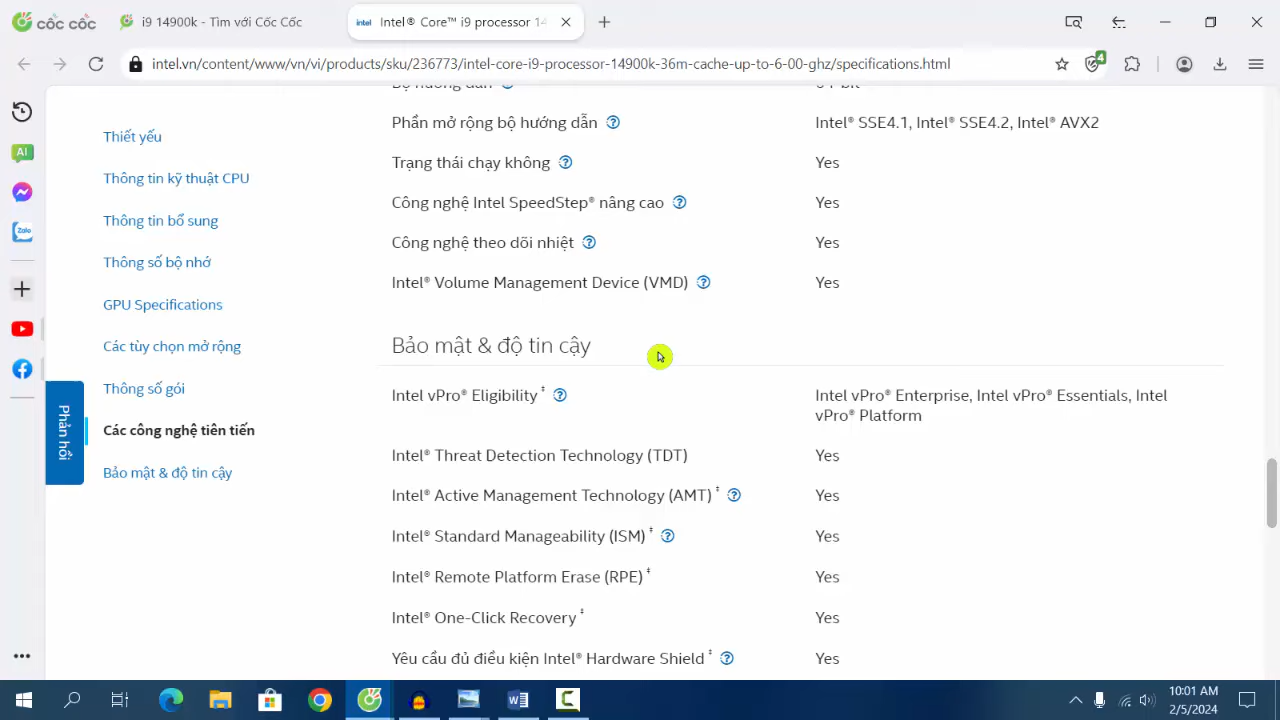 cốc cốc
i9 14900k - Tìm với Cốc Cốc
intel Intel® Core™ i9 processor 14
intel.vn/content/www/vn/vi/products/sku/236773/intel-core-i9-processor-14900k-36m-cache-up-to-6-00-ghz/specifications.html
4
AI
Zalo
Thiết yếu
Thông tin kỹ thuật CPU
Thông tin bổ sung
Thông số bộ nhớ
GPU Specifications
Các tùy chọn mở rộng
Thông số gói
Các công nghệ tiên tiến
Bảo mật & độ tin cậy
Phản hồi
Bộ hướng dẫn 64-bit
Phần mở rộng bộ hướng dẫn Intel® SSE4.1, Intel® SSE4.2, Intel® AVX2
Trạng thái chạy không Yes
Công nghệ Intel SpeedStep® nâng cao Yes
Công nghệ theo dõi nhiệt Yes
Intel® Volume Management Device (VMD) Yes
Bảo mật & độ tin cậy
Intel vPro® Eligibility ‡ Intel vPro® Enterprise, Intel vPro® Essentials, Intel
vPro® Platform
Intel® Threat Detection Technology (TDT) Yes
Intel® Active Management Technology (AMT) ‡ Yes
Intel® Standard Manageability (ISM) ‡ Yes
Intel® Remote Platform Erase (RPE) ‡ Yes
Intel® One-Click Recovery ‡ Yes
Yêu cầu đủ điều kiện Intel® Hardware Shield ‡ Yes
10:01 AM
2/5/2024